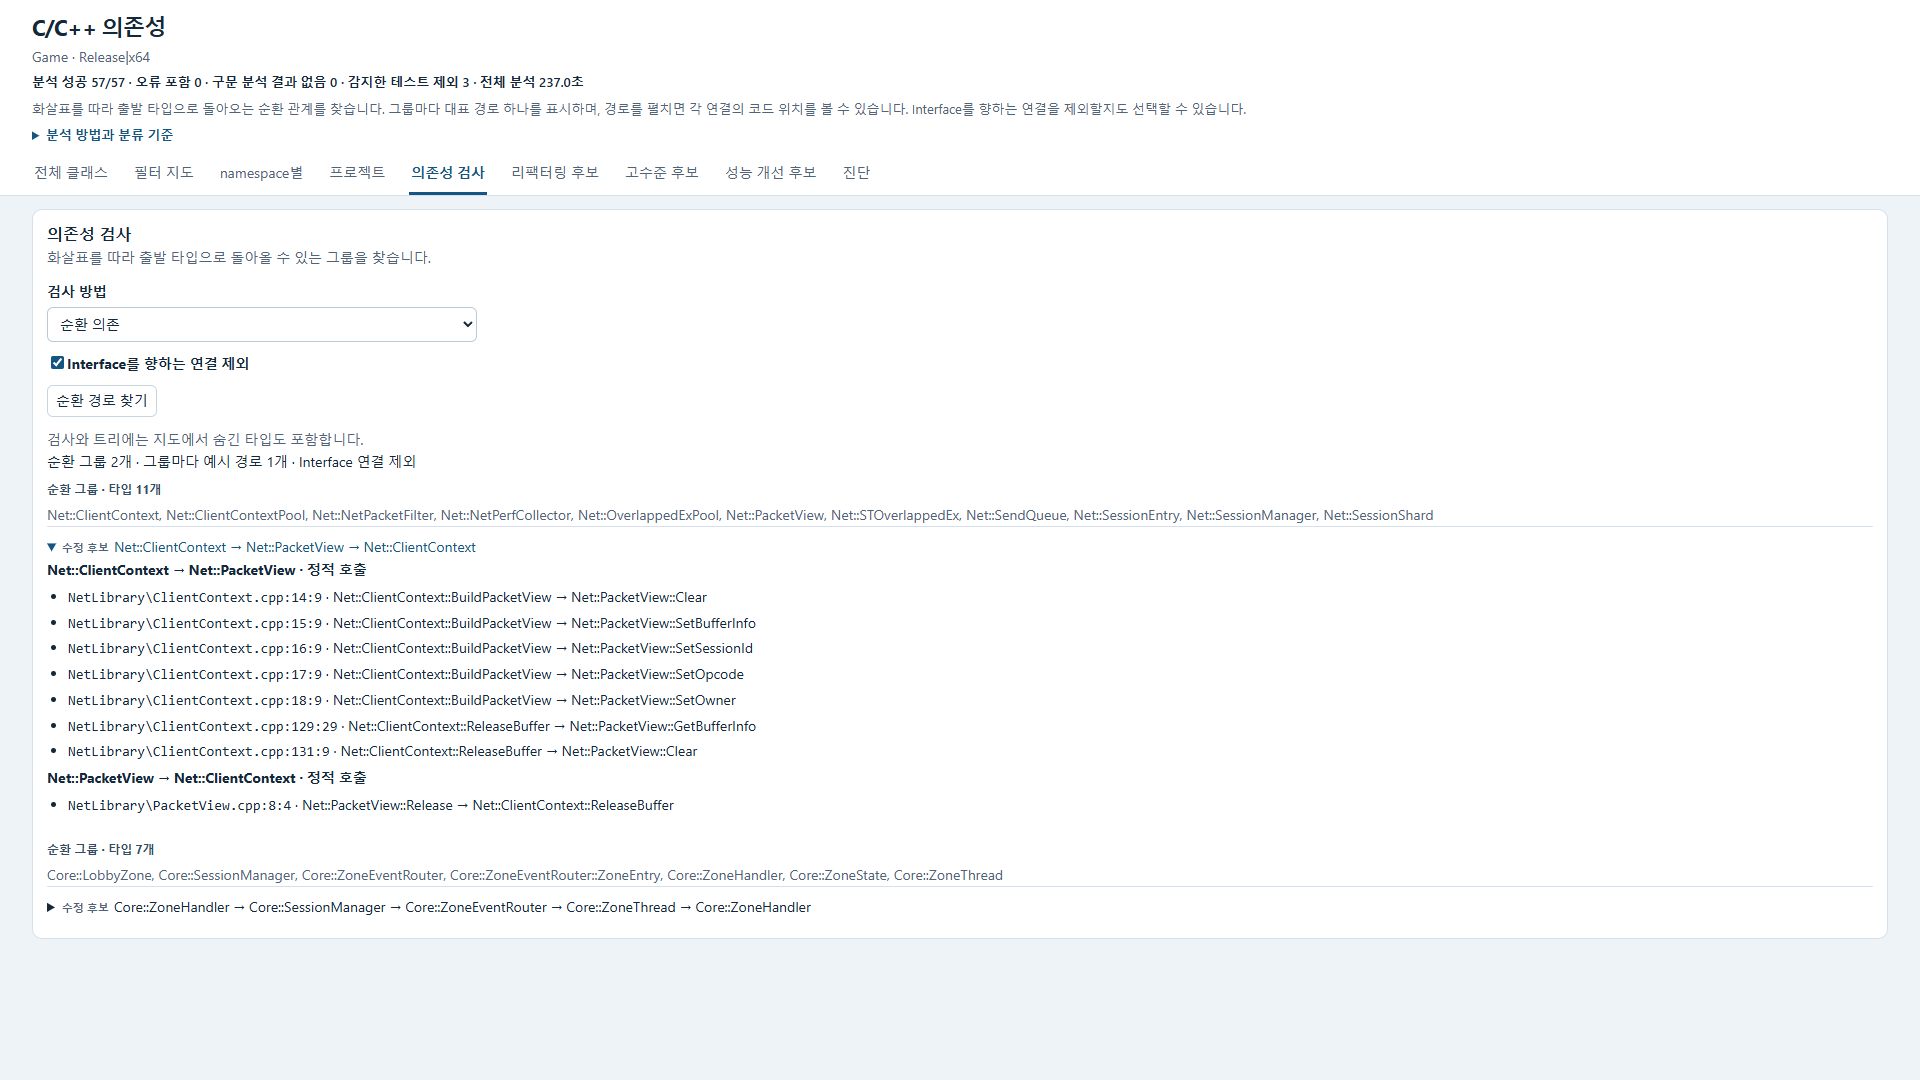 C/C++ 의존성
Game · Release|x64
분석 성공 57/57 · 오류 포함 0 · 구문 분석 결과 없음 0 · 감지한 테스트 제외 3 · 전체 분석 237.0초
화살표를 따라 출발 타입으로 돌아오는 순환 관계를 찾습니다. 그룹마다 대표 경로 하나를 표시하며, 경로를 펼치면 각 연결의 코드 위치를 볼 수 있습니다. Interface를 향하는 연결을 제외할지도 선택할 수 있습니다.
▶ 분석 방법과 분류 기준
전체 클래스 필터 지도 namespace별 프로젝트 의존성 검사 리팩터링 후보 고수준 후보 성능 개선 후보 진단
의존성 검사
화살표를 따라 출발 타입으로 돌아올 수 있는 그룹을 찾습니다.
검사 방법
순환 의존
Interface를 향하는 연결 제외
순환 경로 찾기
검사와 트리에는 지도에서 숨긴 타입도 포함합니다.
순환 그룹 2개 · 그룹마다 예시 경로 1개 · Interface 연결 제외
순환 그룹 · 타입 11개
Net::ClientContext, Net::ClientContextPool, Net::NetPacketFilter, Net::NetPerfCollector, Net::OverlappedExPool, Net::PacketView, Net::STOverlappedEx, Net::SendQueue, Net::SessionEntry, Net::SessionManager, Net::SessionShard
▼ 수정 후보 Net::ClientContext → Net::PacketView → Net::ClientContext
Net::ClientContext → Net::PacketView · 정적 호출
• NetLibrary\ClientContext.cpp:14:9 · Net::ClientContext::BuildPacketView → Net::PacketView::Clear
• NetLibrary\ClientContext.cpp:15:9 · Net::ClientContext::BuildPacketView → Net::PacketView::SetBufferInfo
• NetLibrary\ClientContext.cpp:16:9 · Net::ClientContext::BuildPacketView → Net::PacketView::SetSessionId
• NetLibrary\ClientContext.cpp:17:9 · Net::ClientContext::BuildPacketView → Net::PacketView::SetOpcode
• NetLibrary\ClientContext.cpp:18:9 · Net::ClientContext::BuildPacketView → Net::PacketView::SetOwner
• NetLibrary\ClientContext.cpp:129:29 · Net::ClientContext::ReleaseBuffer → Net::PacketView::GetBufferInfo
• NetLibrary\ClientContext.cpp:131:9 · Net::ClientContext::ReleaseBuffer → Net::PacketView::Clear
Net::PacketView → Net::ClientContext · 정적 호출
• NetLibrary\PacketView.cpp:8:4 · Net::PacketView::Release → Net::ClientContext::ReleaseBuffer
순환 그룹 · 타입 7개
Core::LobbyZone, Core::SessionManager, Core::ZoneEventRouter, Core::ZoneEventRouter::ZoneEntry, Core::ZoneHandler, Core::ZoneState, Core::ZoneThread
▶ 수정 후보 Core::ZoneHandler → Core::SessionManager → Core::ZoneEventRouter → Core::ZoneThread → Core::ZoneHandler